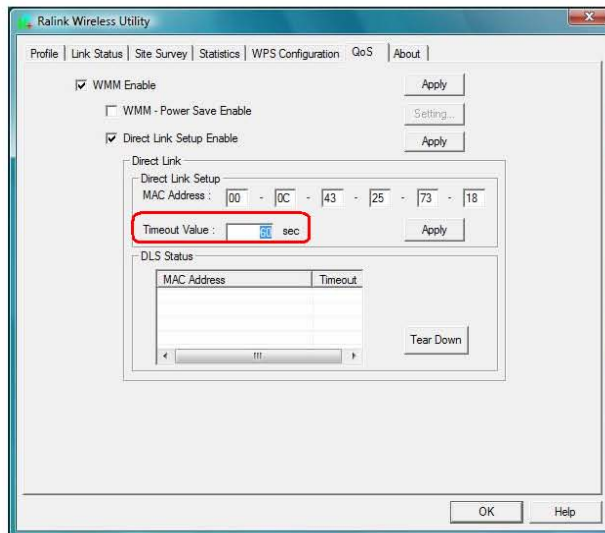 Ralink Wireless Utility
Profile Link Status Site Survey Statistics WPS Configuration QoS About
WMM Enable Apply
WMM - Power Save Enable Setting...
Direct Link Setup Enable Apply
Direct Link
Direct Link Setup
MAC Address : 00 - 0C - 43 - 25 - 73 - 18
Timeout Value : 60 sec Apply
DLS Status
MAC Address Timeout
Tear Down
OK Help